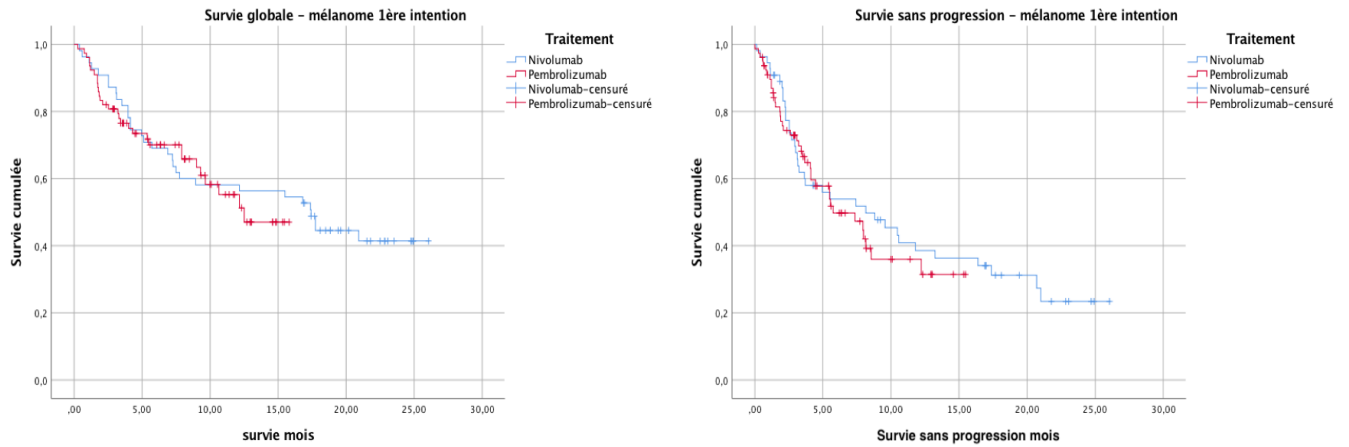 Survie globale – mélanome 1ère intention
Traitement
Nivolumab
Pembrolizumab
Nivolumab-censuré
Pembrolizumab-censuré
Survie cumulée
1,0
0,8
0,6
0,4
0,2
0,0
,00 5,00 10,00 15,00 20,00 25,00 30,00
survie mois
Survie sans progression – mélanome 1ère intention
Traitement
Nivolumab
Pembrolizumab
Nivolumab-censuré
Pembrolizumab-censuré
Survie cumulée
1,0
0,8
0,6
0,4
0,2
0,0
,00 5,00 10,00 15,00 20,00 25,00 30,00
Survie sans progression mois